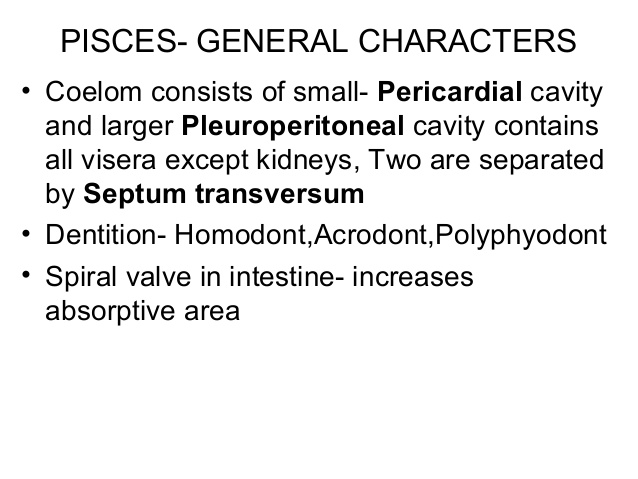 PISCES- GENERAL CHARACTERS
• Coelom consists of small- Pericardial cavity
and larger Pleuroperitoneal cavity contains
all visera except kidneys, Two are separated
by Septum transversum
• Dentition- Homodont,Acrodont,Polyphyodont
• Spiral valve in intestine- increases
absorptive area